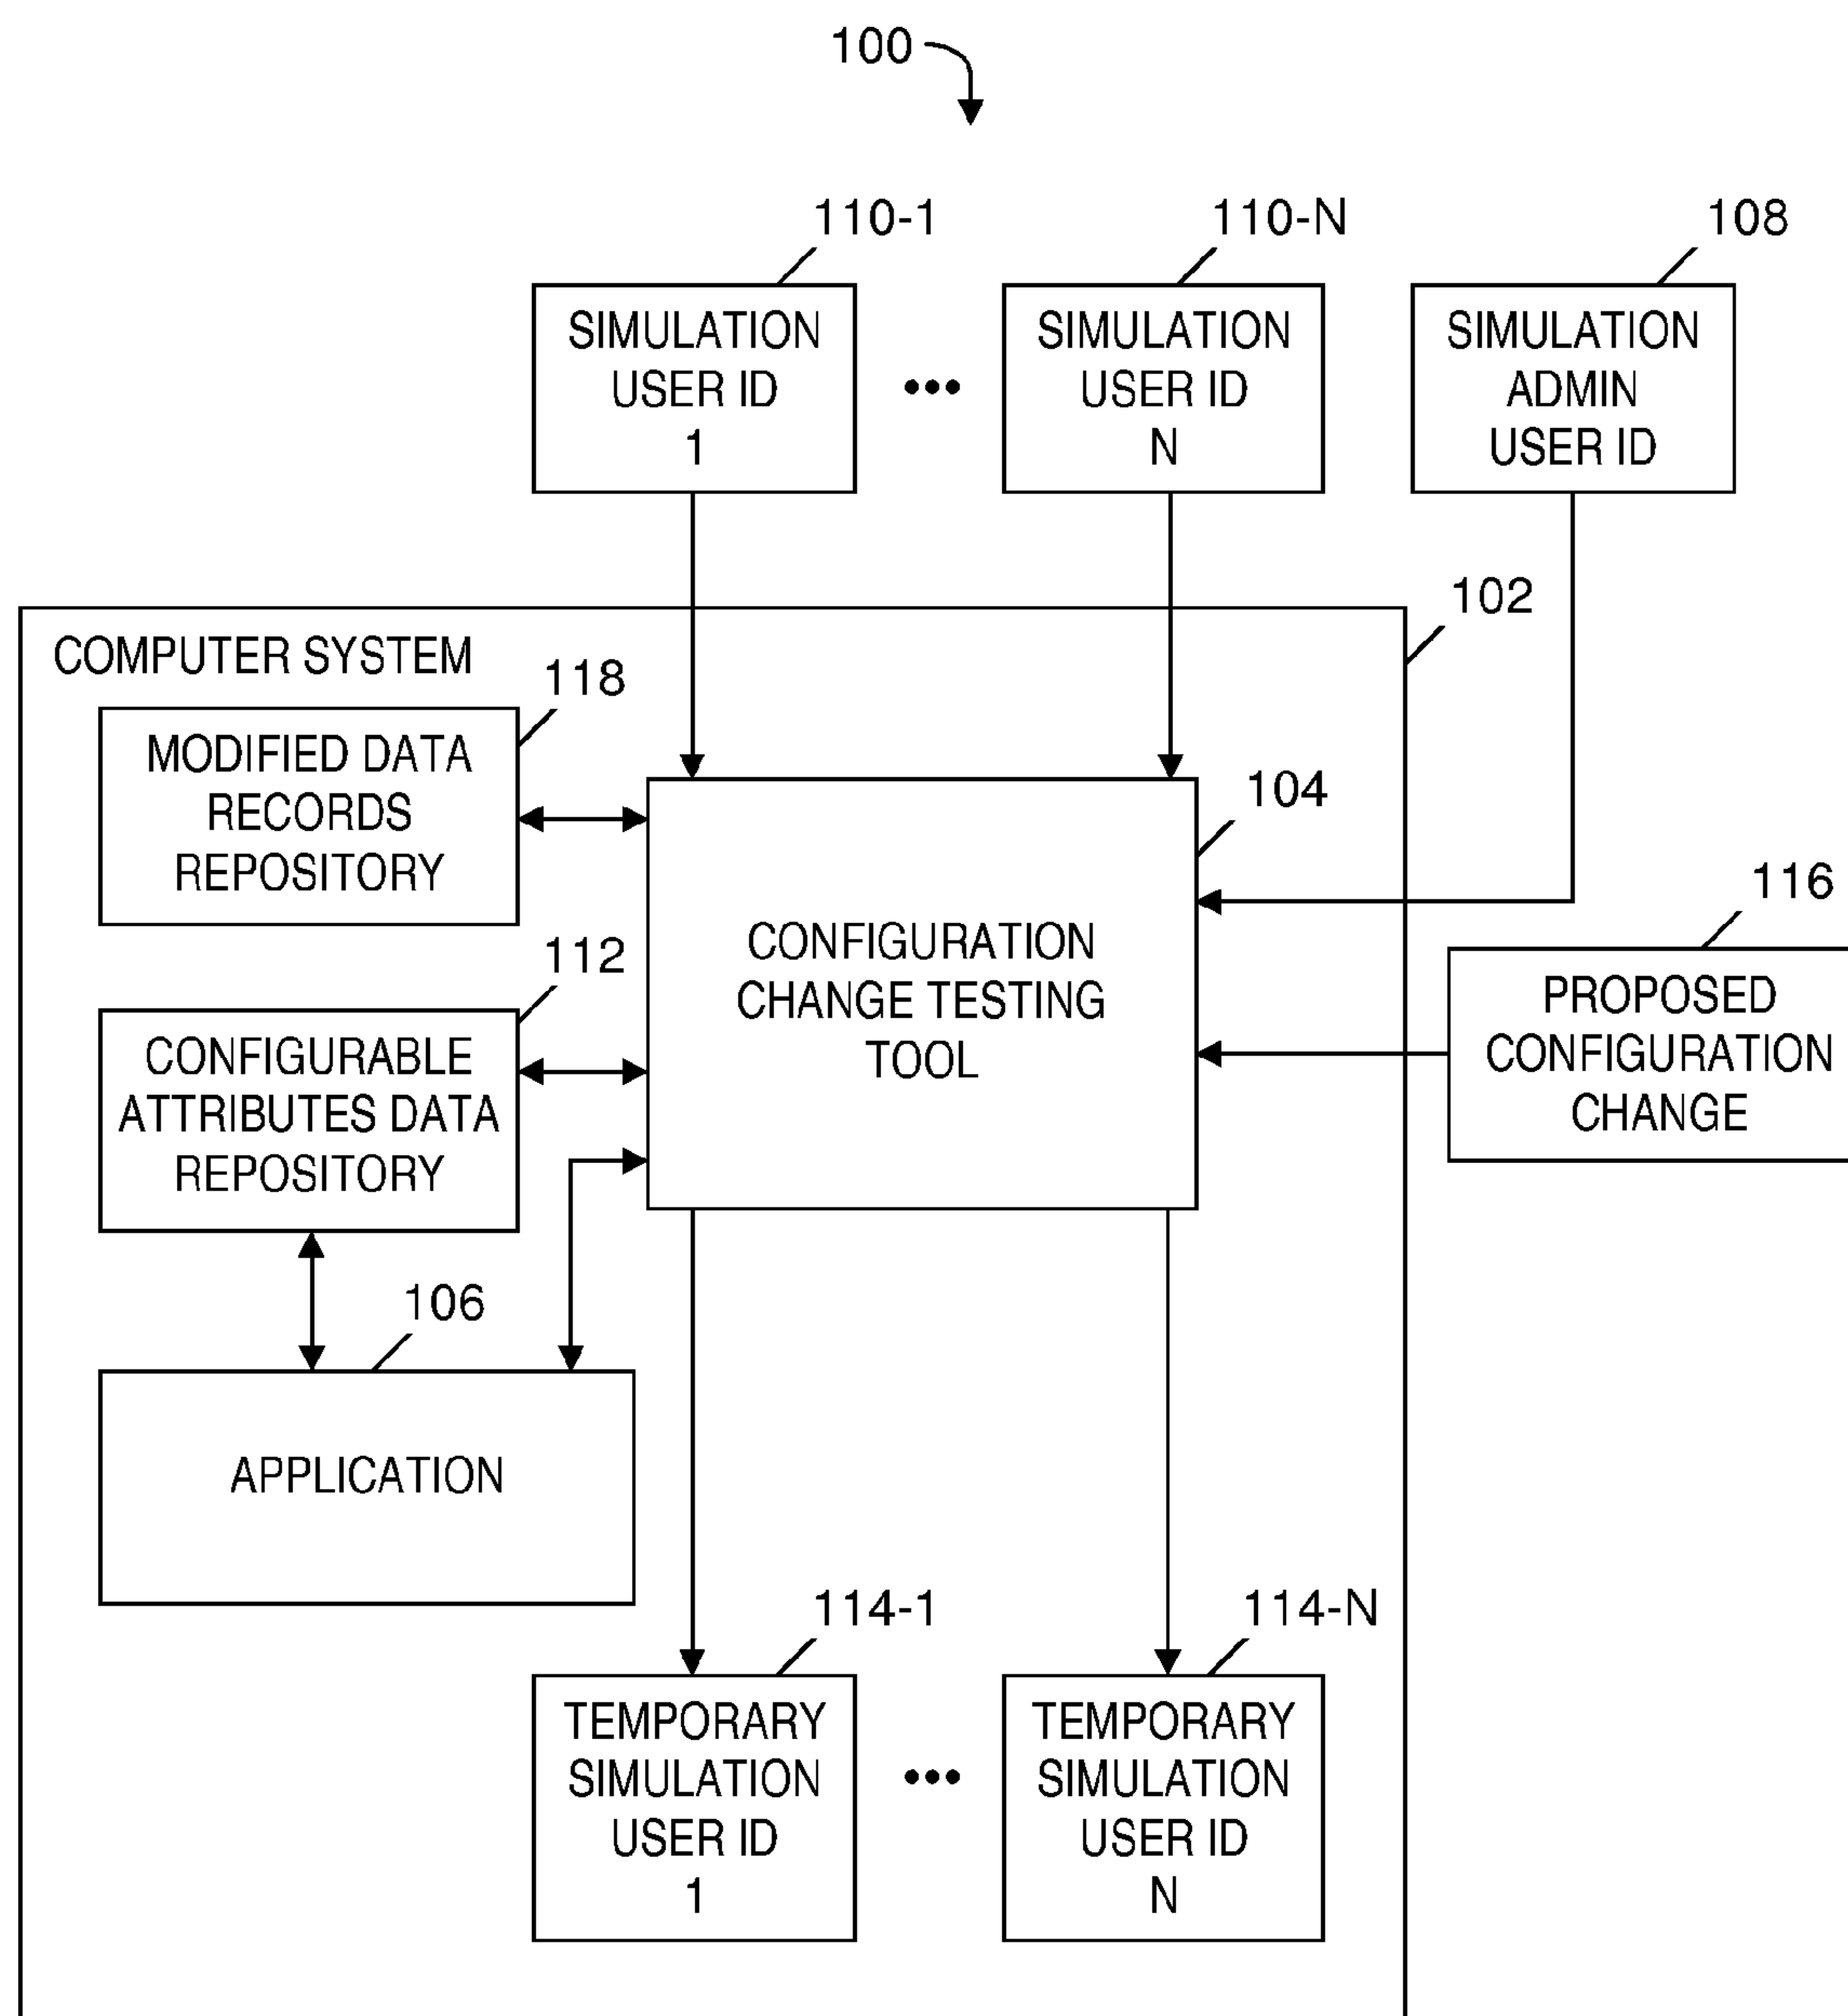 100
110-1
110-N
108
SIMULATION
USER ID
1
•••
SIMULATION
USER ID
N
SIMULATION
ADMIN
USER ID
102
COMPUTER SYSTEM
118
MODIFIED DATA
RECORDS
REPOSITORY
104
CONFIGURATION
CHANGE TESTING
TOOL
116
PROPOSED
CONFIGURATION
CHANGE
112
CONFIGURABLE
ATTRIBUTES DATA
REPOSITORY
106
APPLICATION
114-1
114-N
TEMPORARY
SIMULATION
USER ID
1
•••
TEMPORARY
SIMULATION
USER ID
N